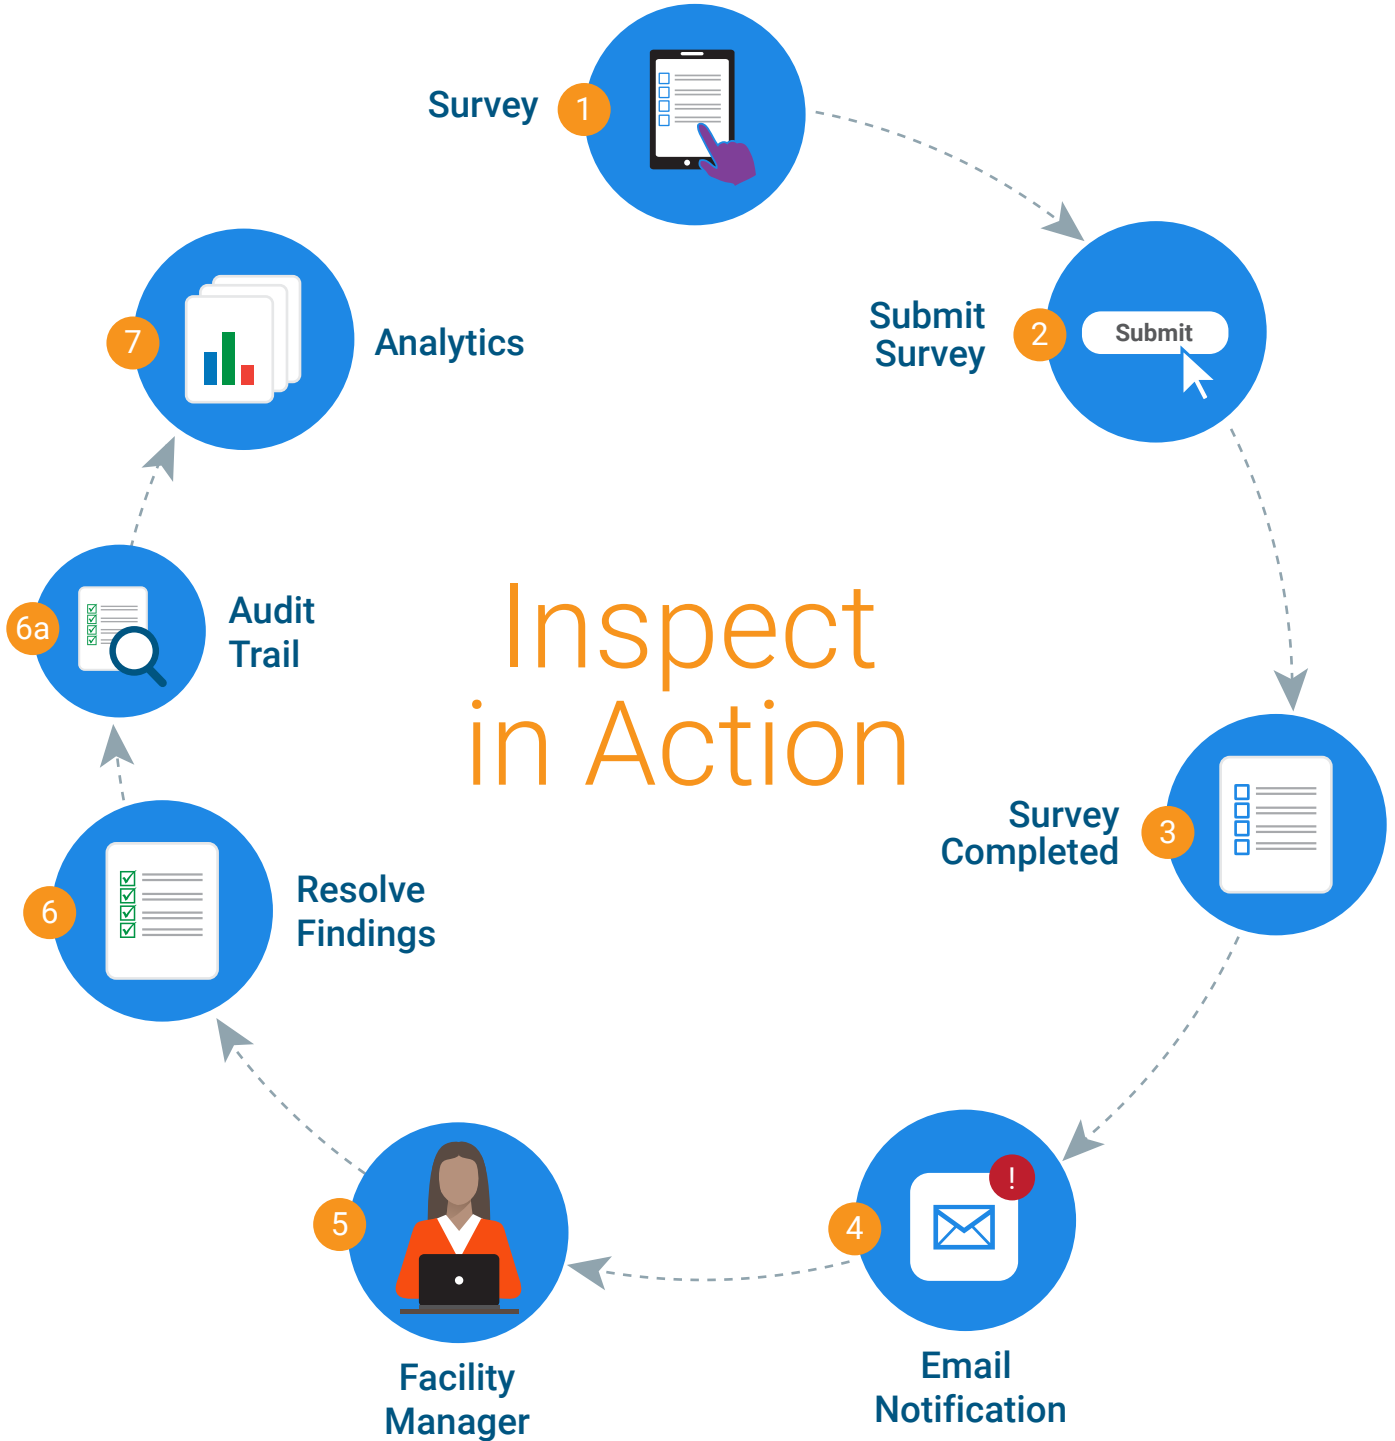 Survey
1
Submit
Survey
2
Submit
Survey
Completed
3
4
Email
Notification
5
Facility
Manager
6
Resolve
Findings
6a
Audit
Trail
7
Analytics
Inspect
in Action
!